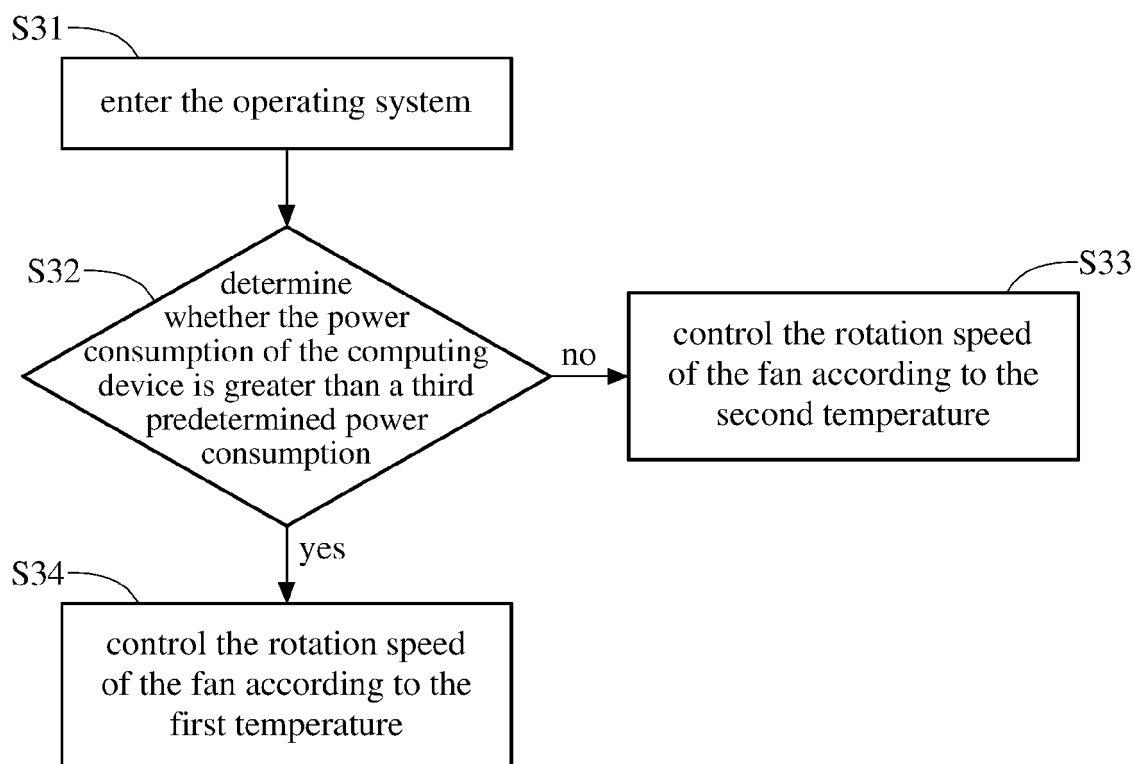 S31
enter the operating system
S32
determine
whether the power
consumption of the computing
device is greater than a third
predetermined power
consumption
no
S33
control the rotation speed
of the fan according to the
second temperature
yes
S34
control the rotation speed
of the fan according to the
first temperature